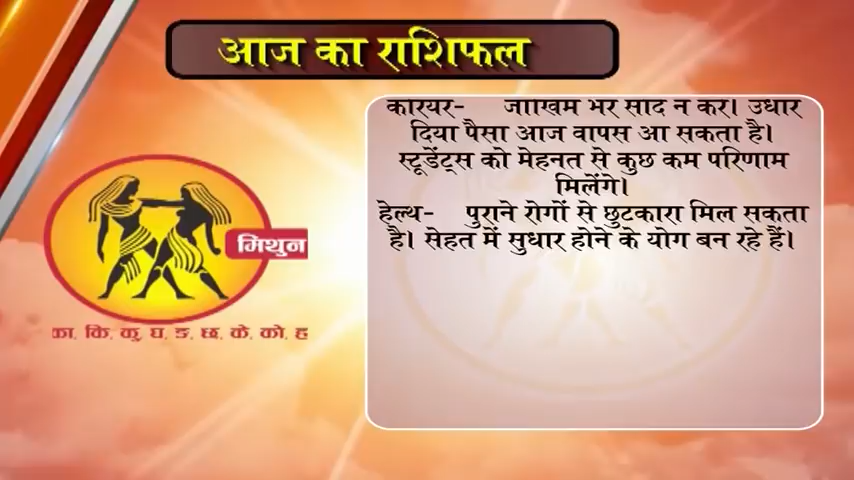 आज का राशिफल
करियर- जोखिम भरे सौदे न करें। उधार
दिया पैसा आज वापस आ सकता है।
स्टूडेंट्स को मेहनत से कुछ कम परिणाम
मिलेंगे।
हेल्थ- पुराने रोगों से छुटकारा मिल सकता
है। सेहत में सुधार होने के योग बन रहे हैं।
मिथुन
का, कि, कु, घ, ङ, छ, के, को, ह